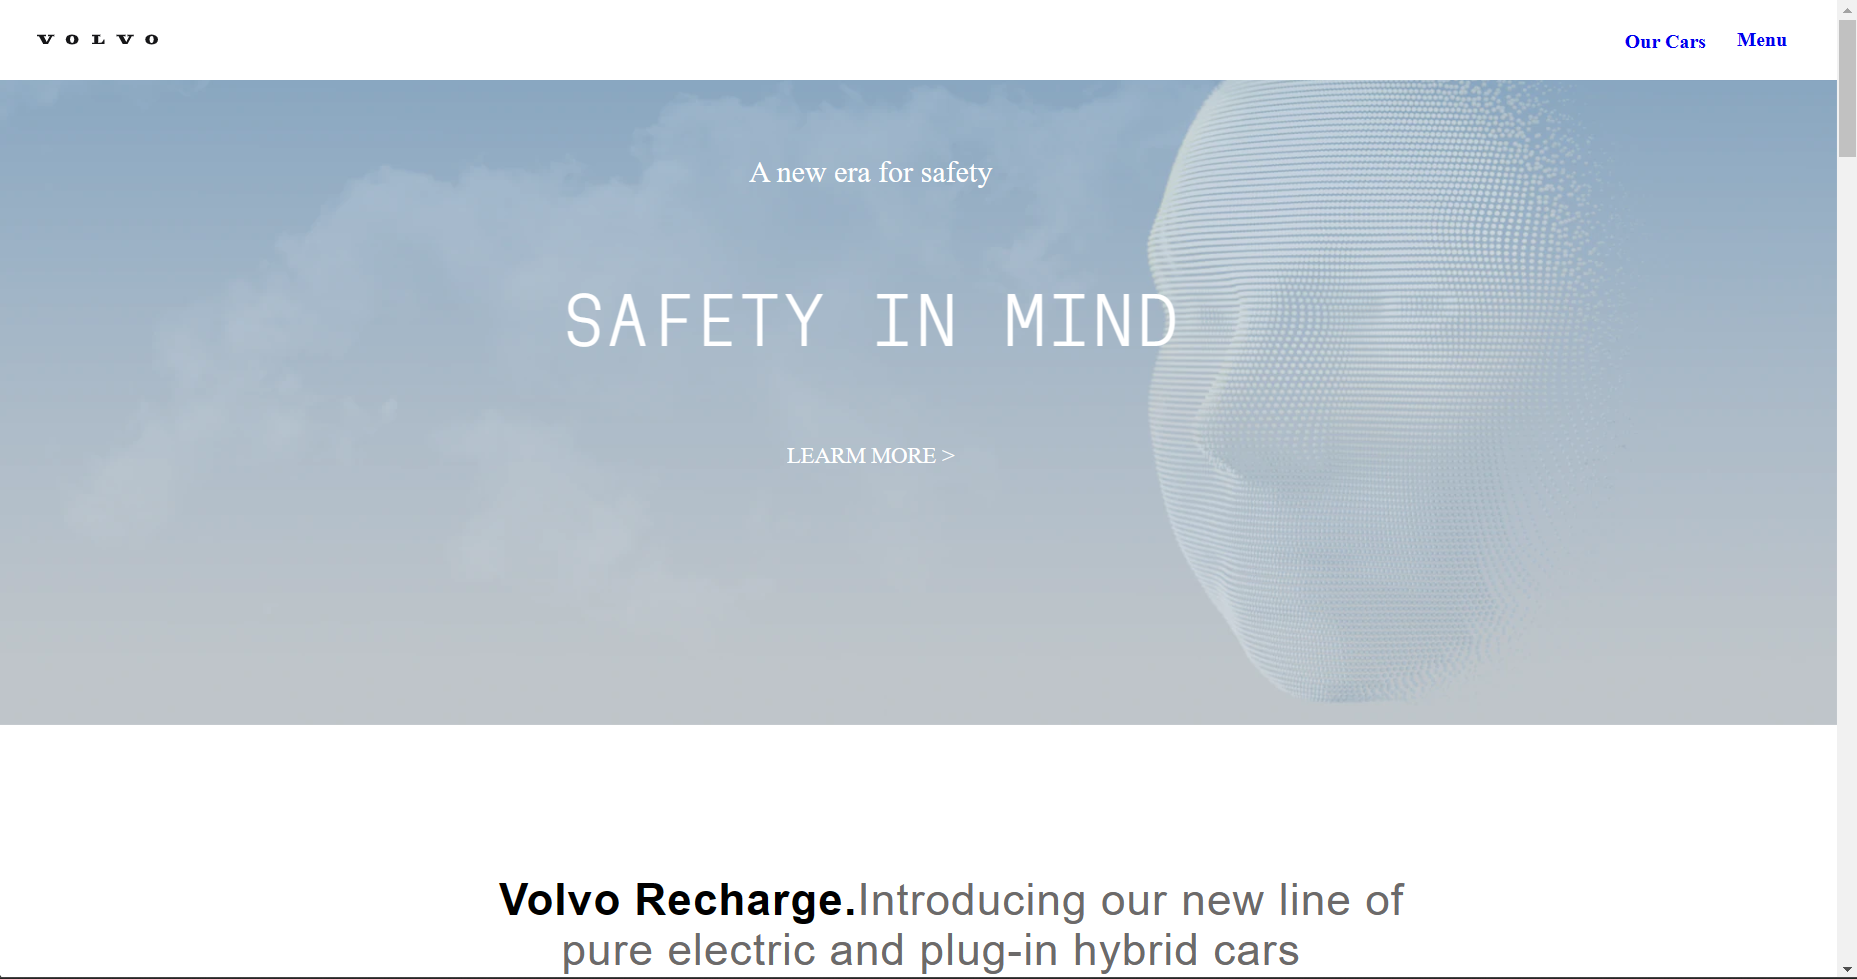 VOLVO
Our Cars
Menu
A new era for safety
SAFETY IN MIND
LEARM MORE >
Volvo Recharge.Introducing our new line of
pure electric and plug-in hybrid cars